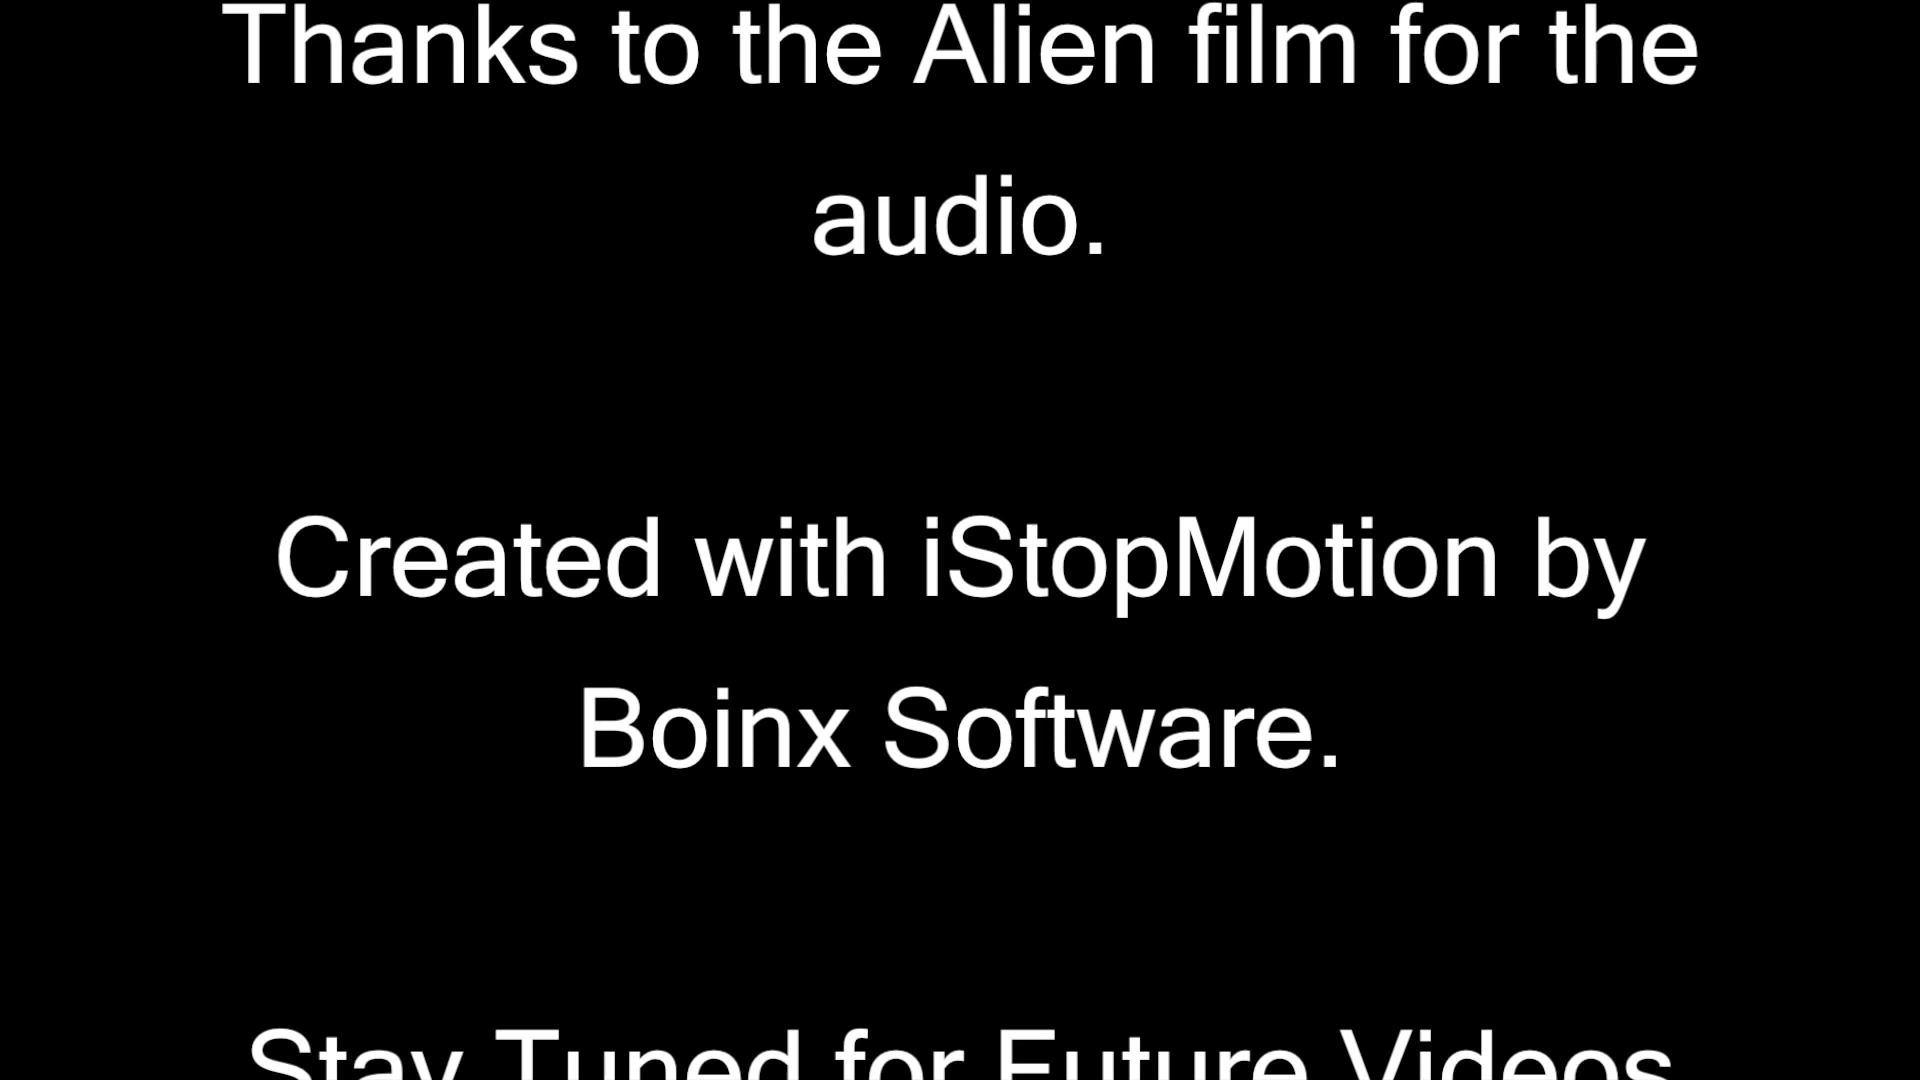 Thanks to the Alien film for the
audio.
Created with iStopMotion by
Boinx Software.
Stay Tuned for Future Videos